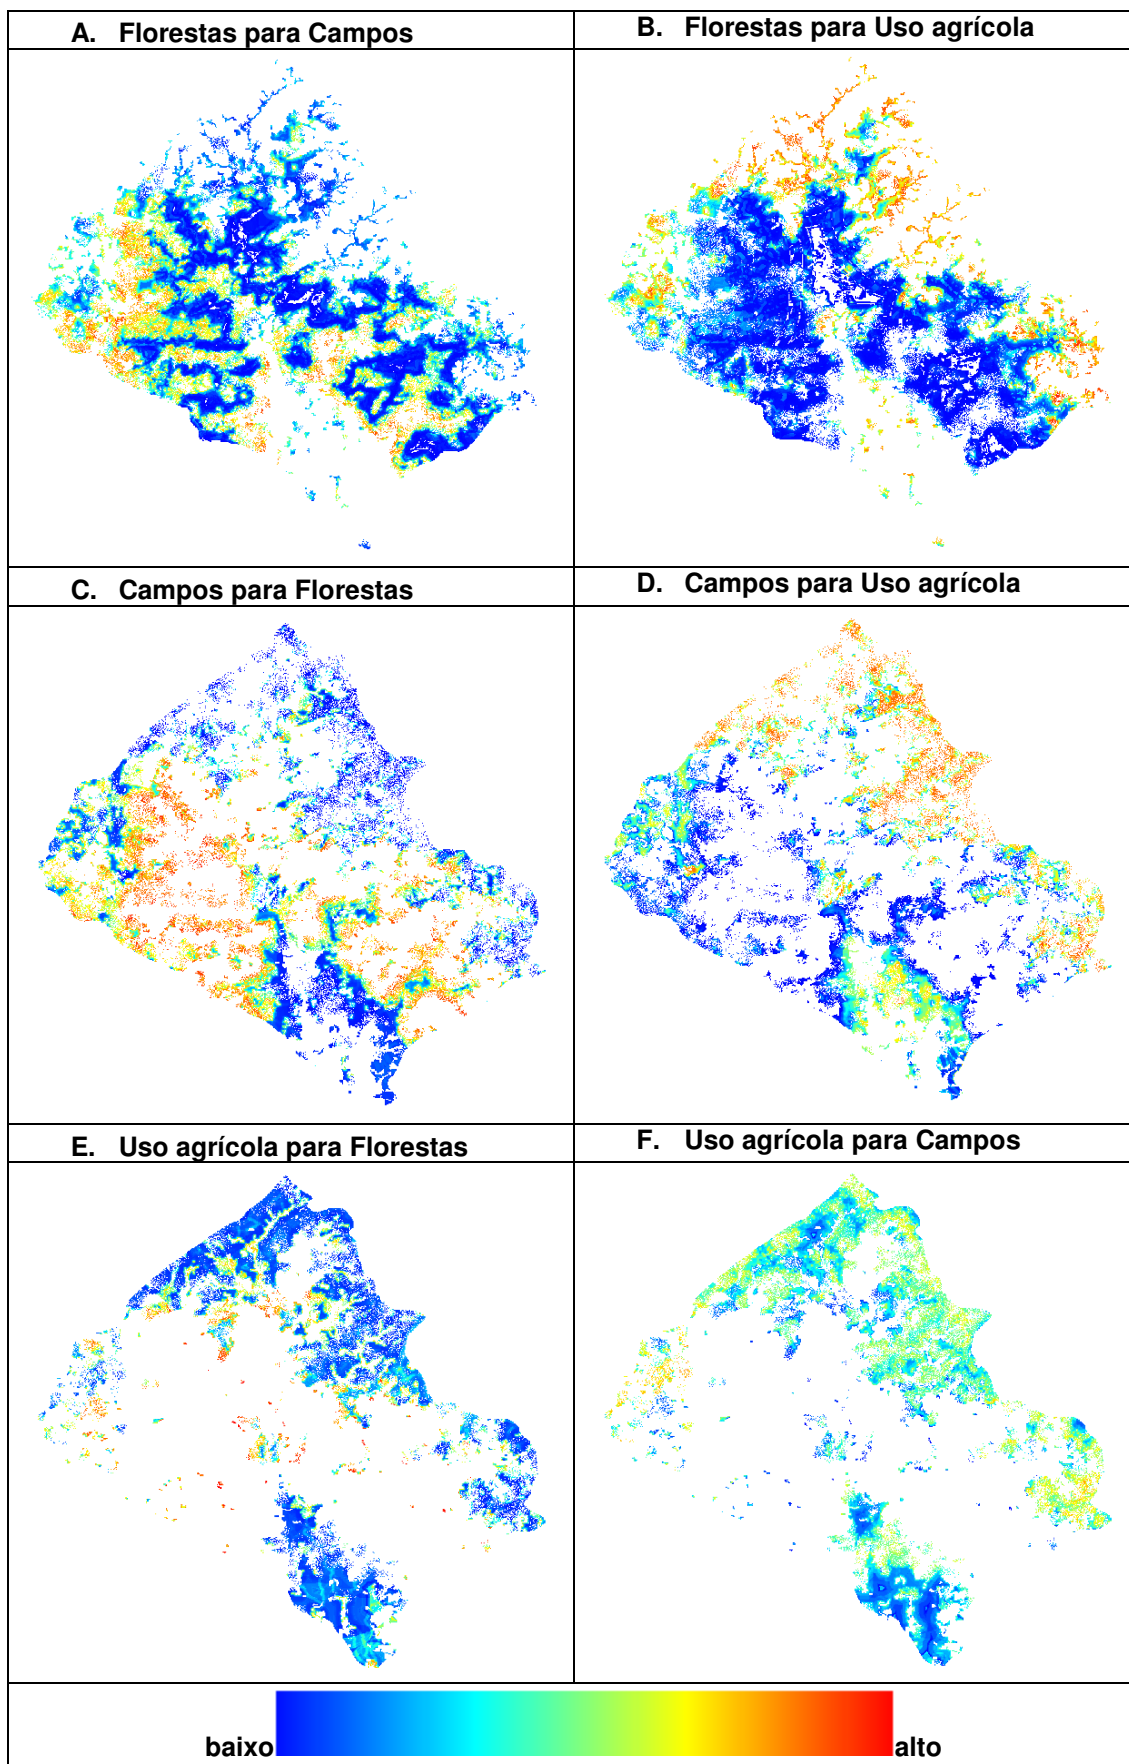 A. Florestas para Campos
B. Florestas para Uso agrícola
C. Campos para Florestas
D. Campos para Uso agrícola
E. Uso agrícola para Florestas
F. Uso agrícola para Campos
baixo alto